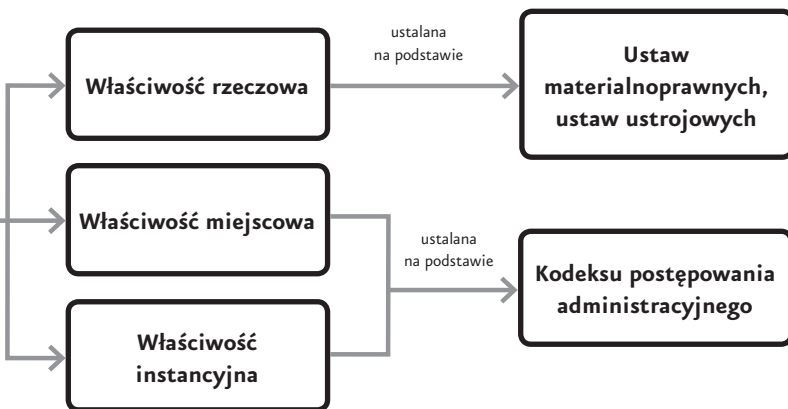 Właściwość rzeczowa
ustalana
na podstawie
Ustaw
materialnoprawnych,
ustaw ustrojowych
Właściwość miejscowa
Właściwość
instancyjna
ustalana
na podstawie
Kodeksu postępowania
administracyjnego